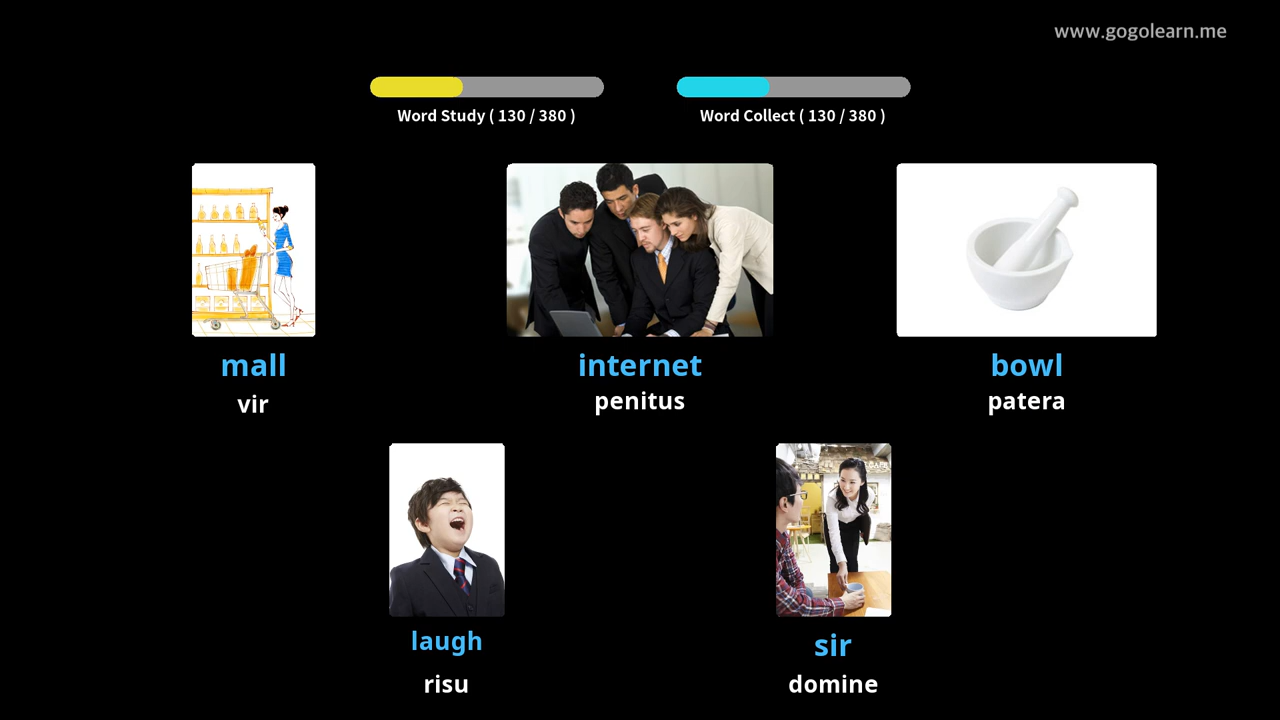 www.gogolearn.me
Word Study ( 130 / 380 )
Word Collect ( 130 / 380 )
mall
vir
internet
penitus
bowl
patera
laugh
risu
sir
domine